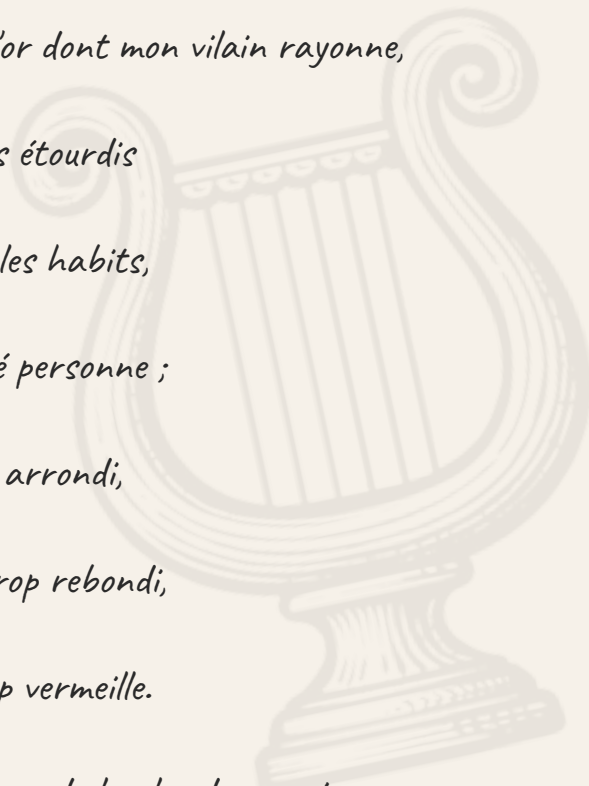 'or dont mon vilain rayonne,
s étourdis
les habits,
é personne ;
arrondi,
rop rebondi,
p vermeille.